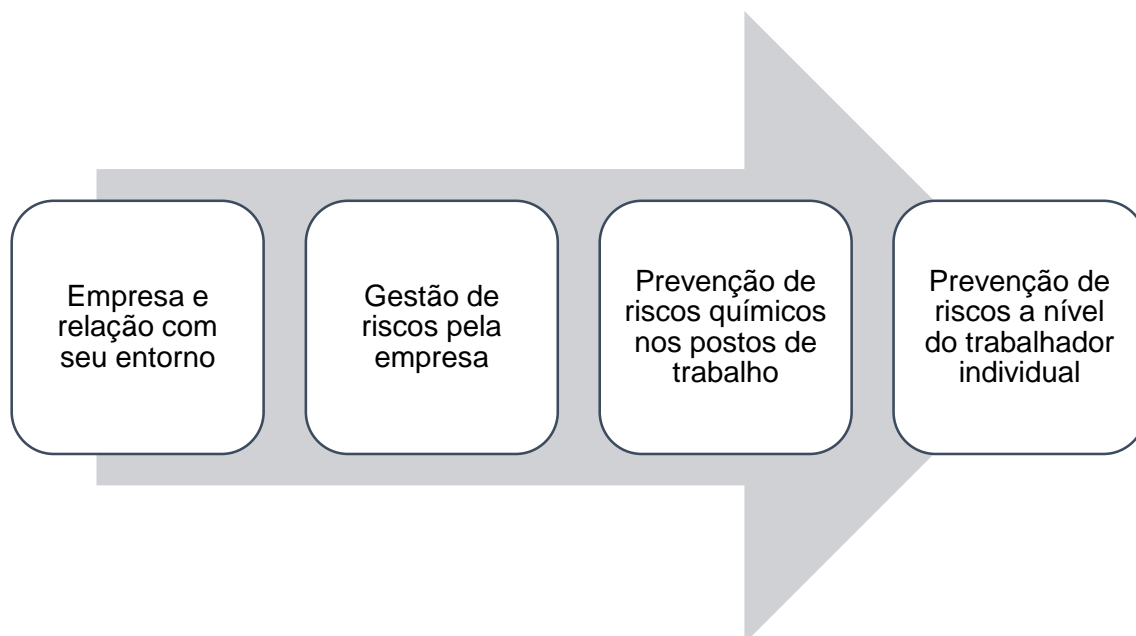 Empresa e
relação com
seu entorno
Gestão de
riscos pela
empresa
Prevenção de
riscos químicos
nos postos de
trabalho
Prevenção de
riscos a nível
do trabalhador
individual